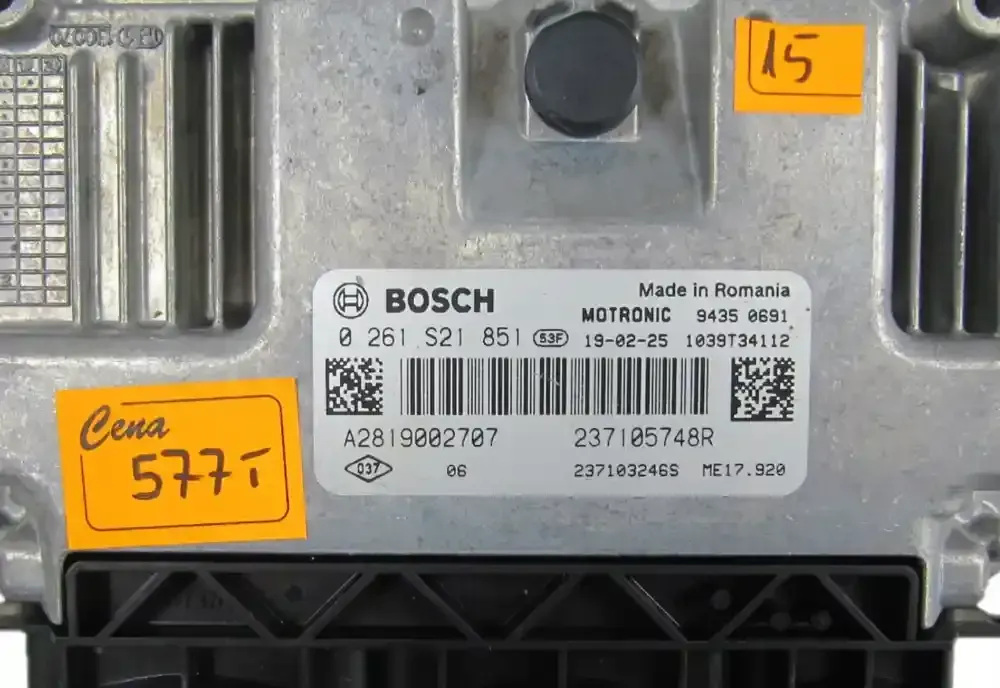 15
BOSCH
Made in Romania
MOTRONIC 9435 0691
0 261 S21 851 53F 19-02-25 1039T34112
A2819002707 237105748R
037 06 237103246S ME17.920
Cena
577